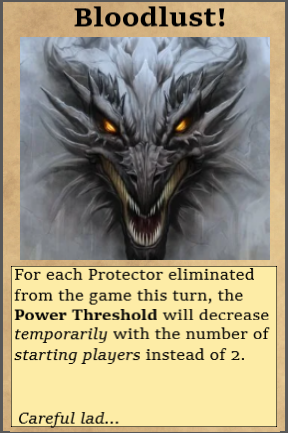 Bloodlust!
For each Protector eliminated
from the game this turn, the
Power Threshold will decrease
temporarily with the number of
starting players instead of 2.
Careful lad...